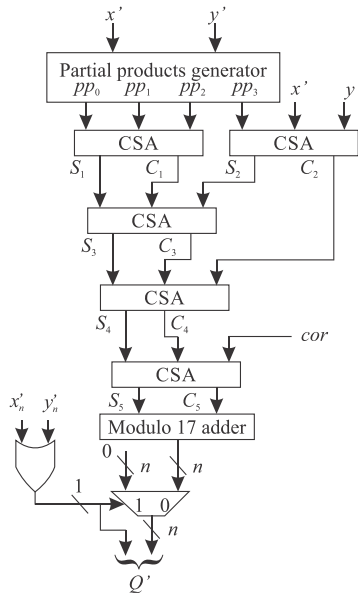 x' y'
Partial products generator
pp₀ pp₁ pp₂ pp₃ x' y
CSA CSA
S₁ C₁ S₂ C₂
CSA
S₃ C₃
CSA
S₄ C₄
cor
CSA
S₅ C₅
x'ₙ y'ₙ
Modulo 17 adder
0 n n
1
1 0
n
Q'